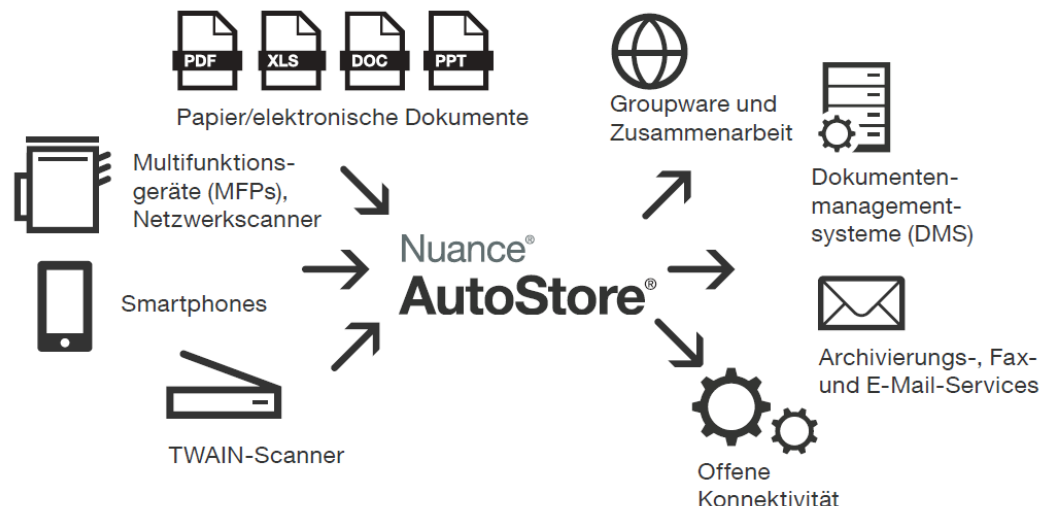 PDF
XLS
DOC
PPT
Papier/elektronische Dokumente
Multifunktions-
geräte (MFPs),
Netzwerkscanner
Smartphones
TWAIN-Scanner
Nuance®
AutoStore®
Groupware und
Zusammenarbeit
Dokumenten-
management-
systeme (DMS)
Archivierungs-, Fax-
und E-Mail-Services
Offene
Konnektivität